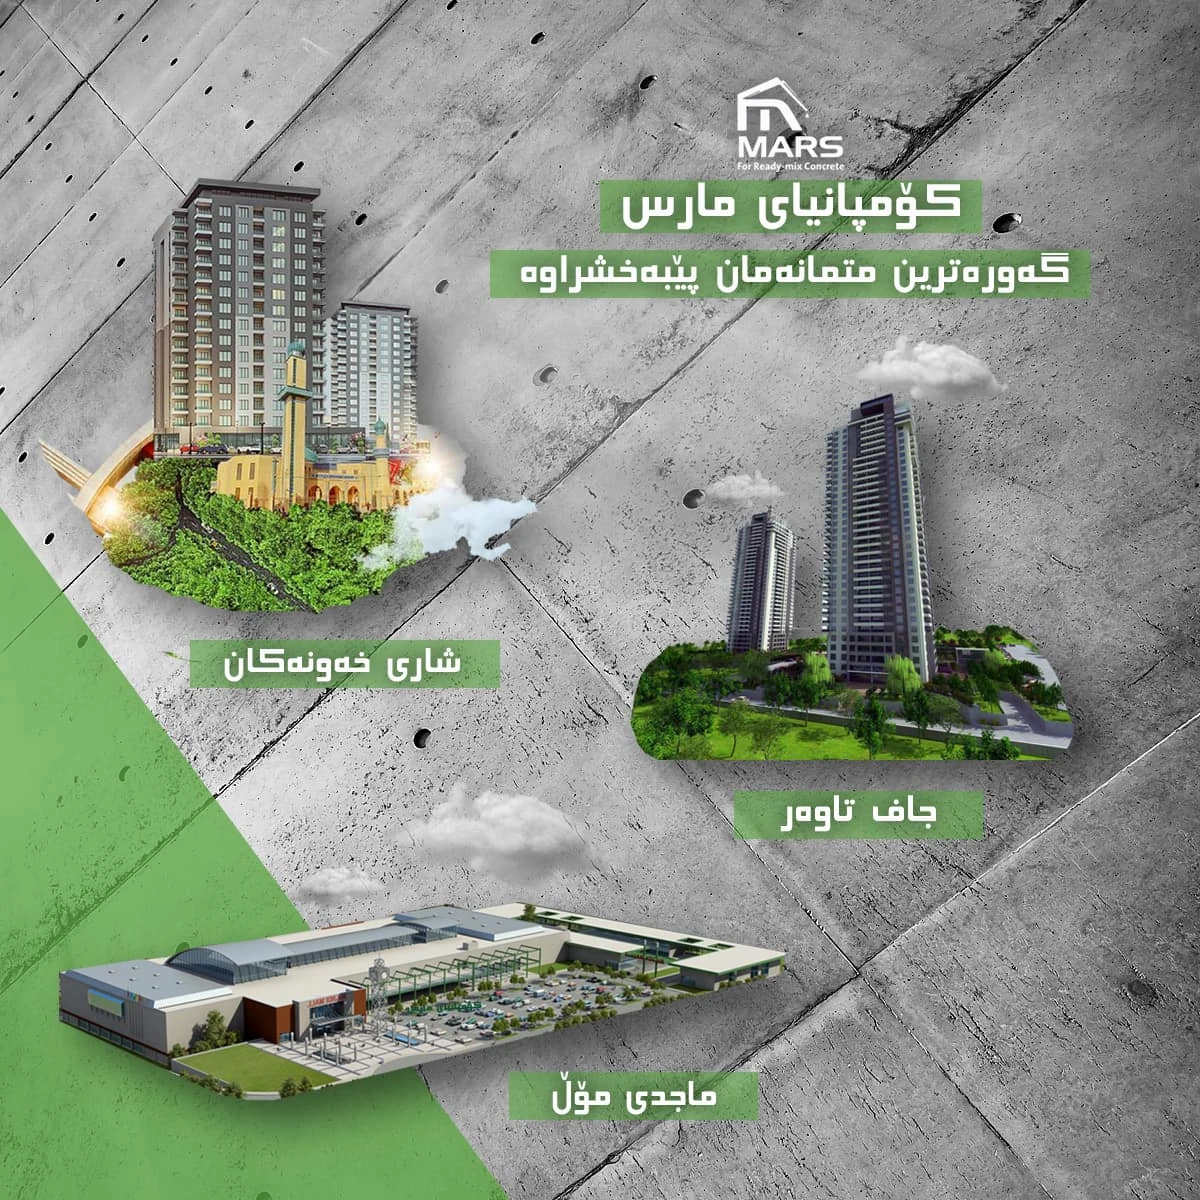 MARS
For Ready-mix Concrete
کۆمپانیای مارس
گەورەترین متمانەمان پێبەخشراوە
شاری خەونەکان
جاف تاوەر
ماجدی مۆڵ